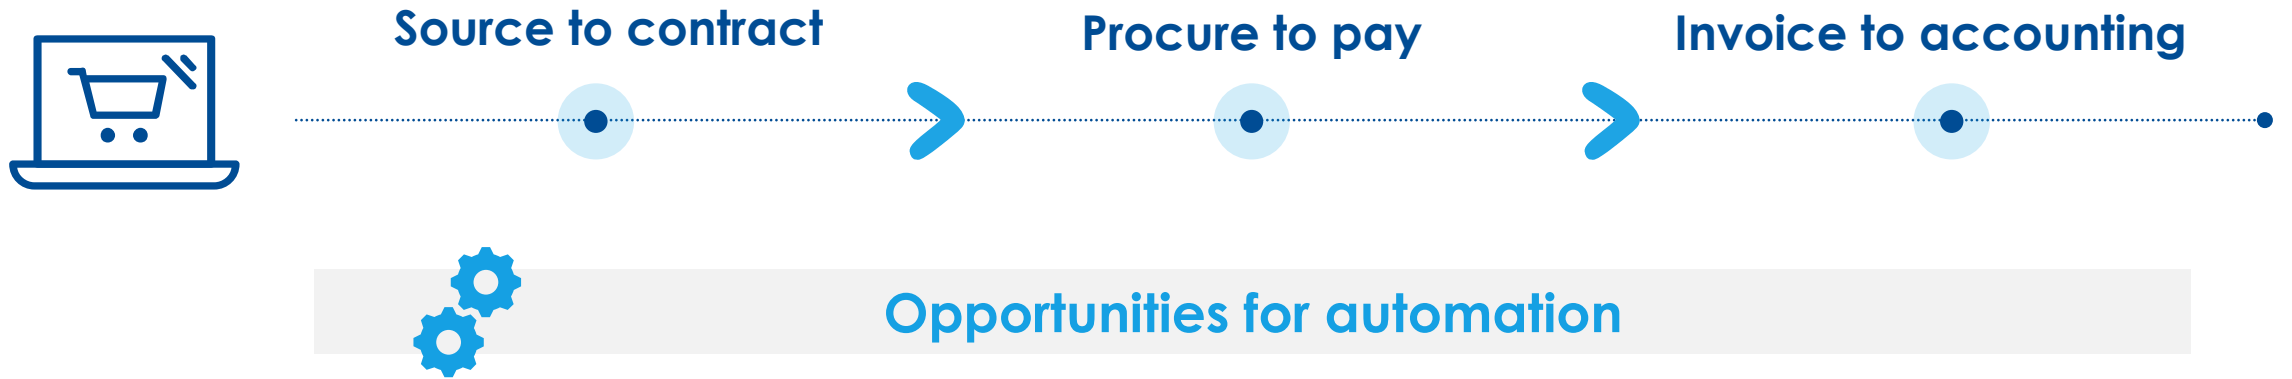 Source to contract
Procure to pay
Invoice to accounting
Opportunities for automation